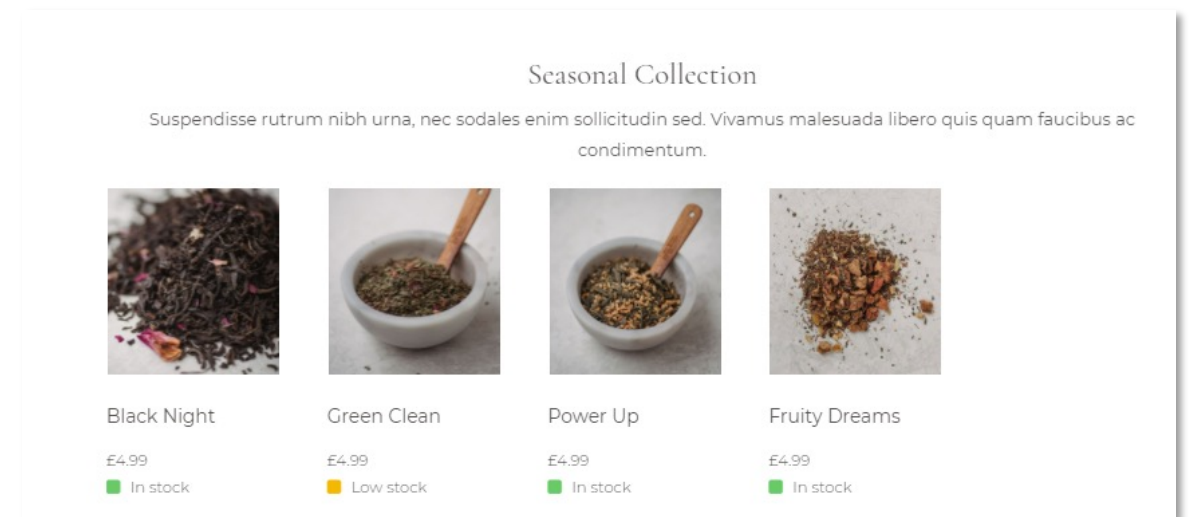 Seasonal Collection
Suspendisse rutrum nibh urna, nec sodales enim sollicitudin sed. Vivamus malesuada libero quis quam faucibus ac
condimentum.
Black Night
Green Clean
Power Up
Fruity Dreams
£4.99
£4.99
£4.99
£4.99
In stock
Low stock
In stock
In stock